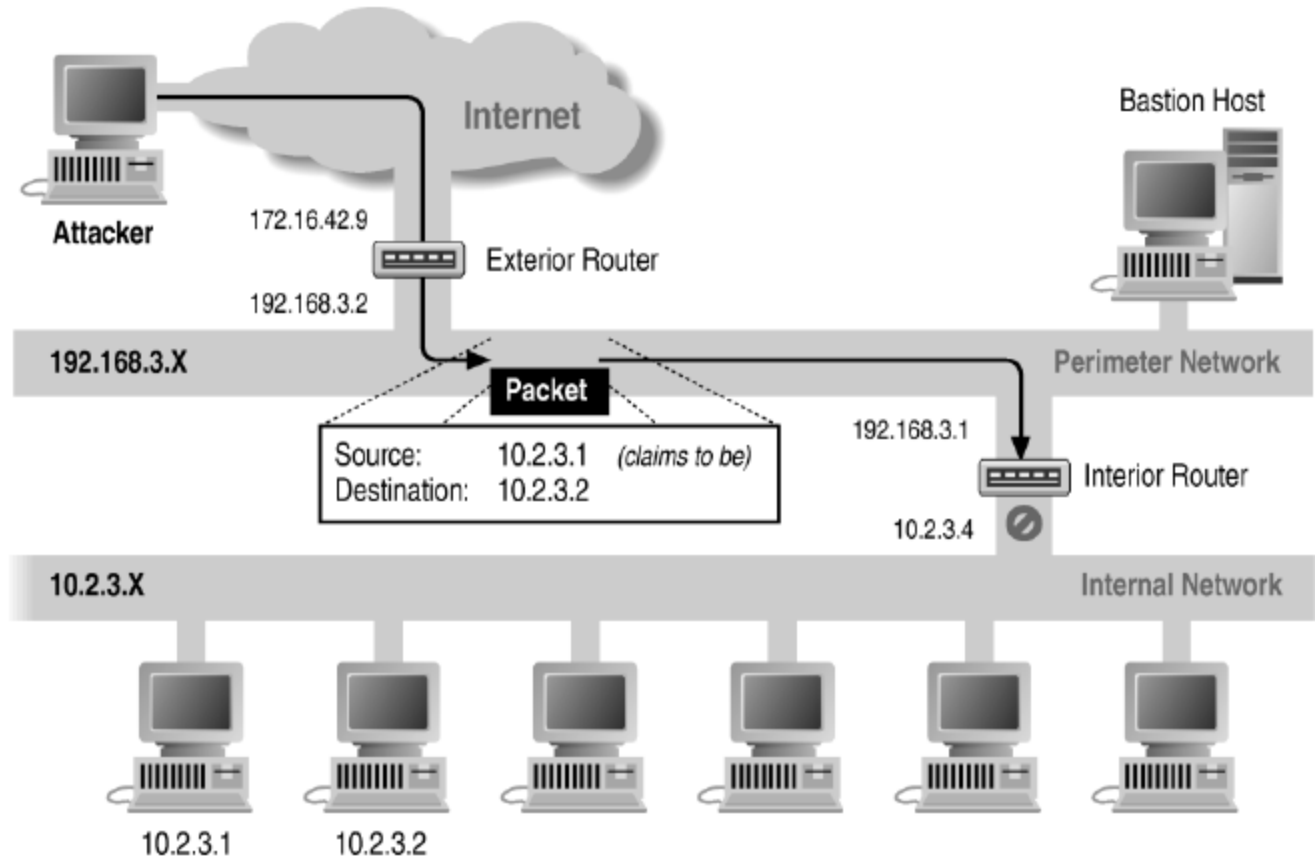 Internet
Bastion Host
Attacker
172.16.42.9
Exterior Router
192.168.3.2
192.168.3.X
Perimeter Network
Packet
Source: 10.2.3.1 (claims to be)
Destination: 10.2.3.2
192.168.3.1
Interior Router
10.2.3.4
10.2.3.X
Internal Network
10.2.3.1
10.2.3.2